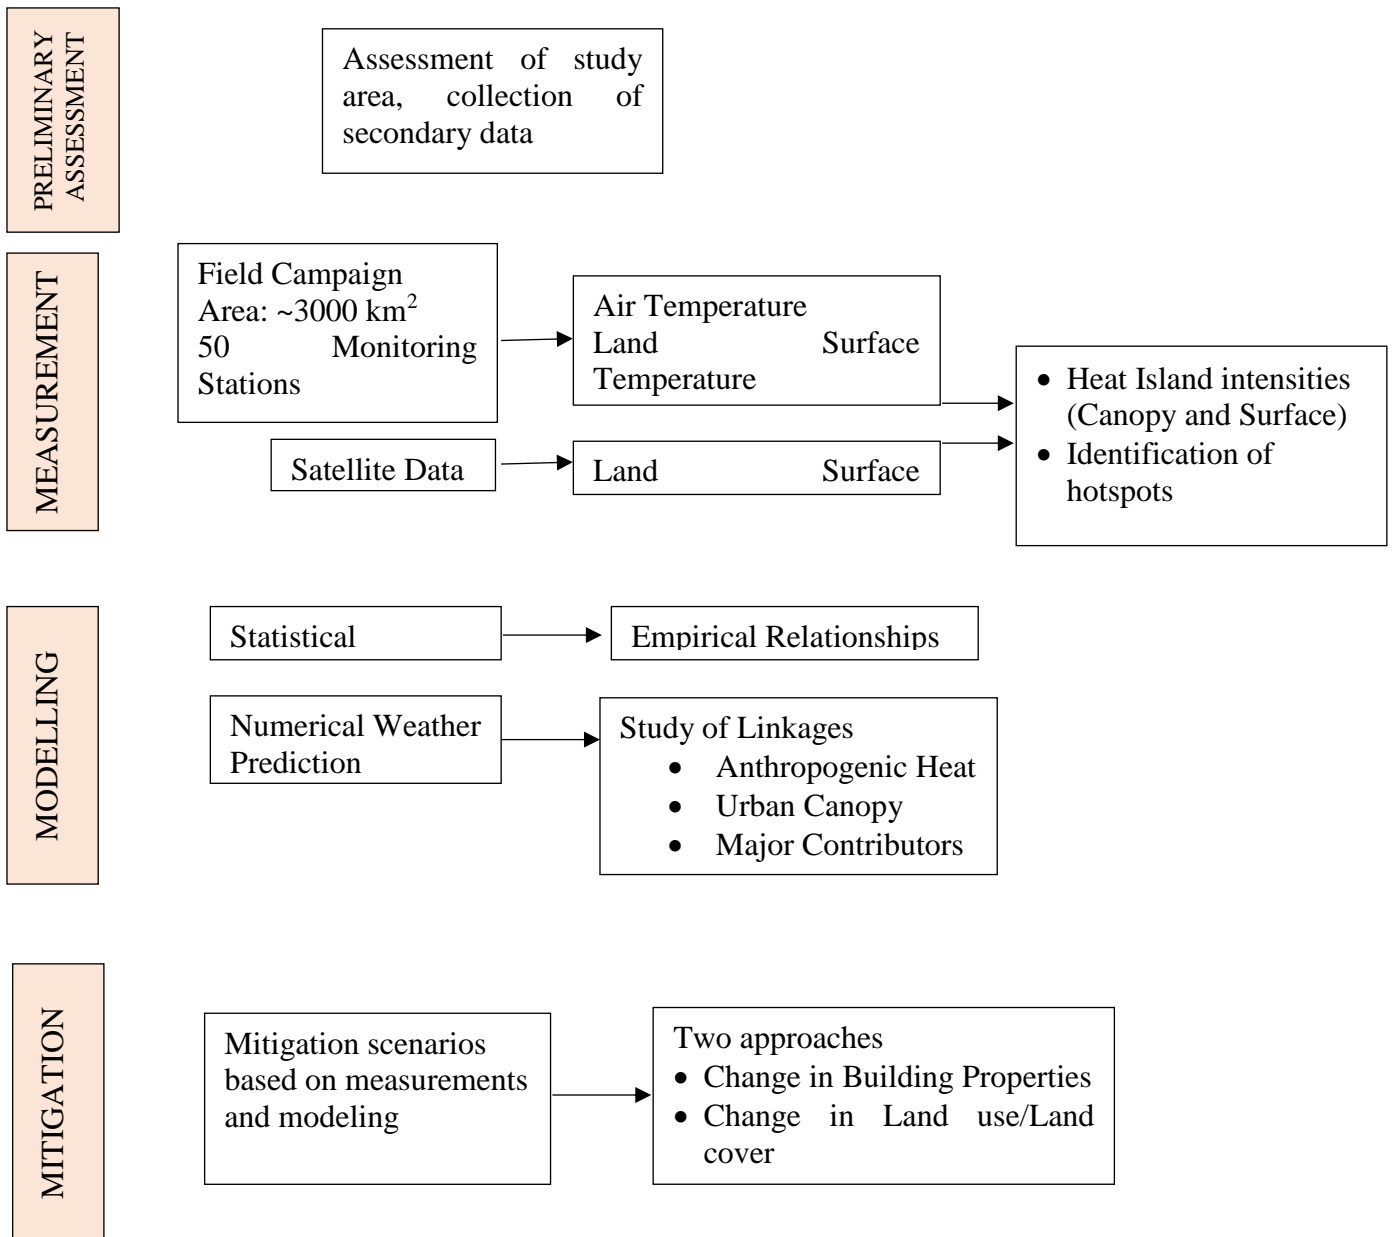 PRELIMINARY
ASSESSMENT
Assessment of study
area, collection of
secondary data
MEASUREMENT
Field Campaign
Area: ~3000 km²
50 Monitoring
Stations
Air Temperature
Land Surface
Temperature
Satellite Data
Land Surface
• Heat Island intensities
(Canopy and Surface)
• Identification of
hotspots
MODELLING
Statistical
Empirical Relationships
Numerical Weather
Prediction
Study of Linkages
• Anthropogenic Heat
• Urban Canopy
• Major Contributors
MITIGATION
Mitigation scenarios
based on measurements
and modeling
Two approaches
• Change in Building Properties
• Change in Land use/Land
cover